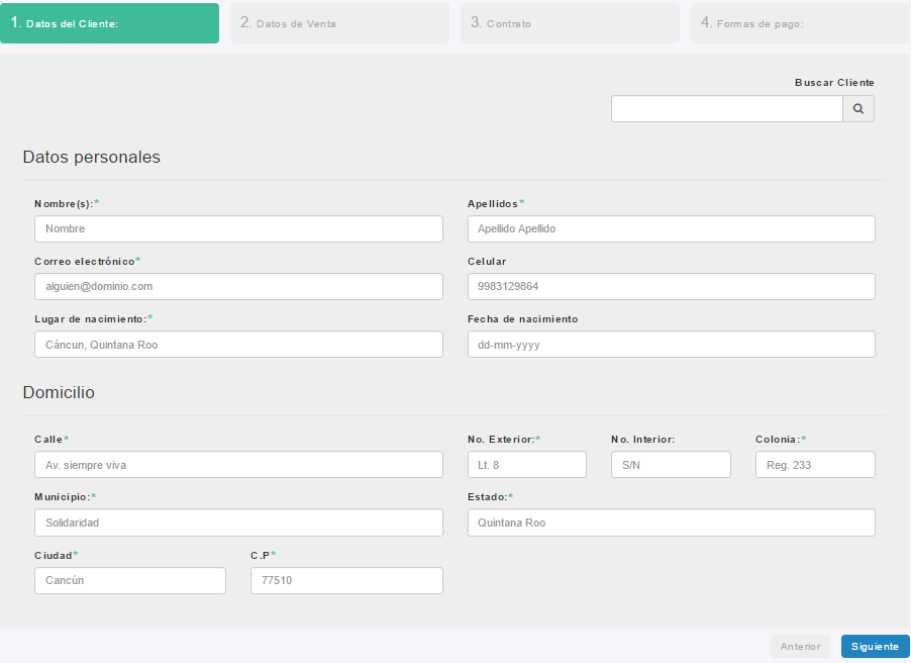 1. Datos del Cliente:
2. Datos de Venta
3. Contrato
4. Formas de pago:
Buscar Cliente
Datos personales
Nombre(s):*
Apellidos*
Nombre
Apellido Apellido
Correo electrónico*
Celular
alguien@dominio.com
9983129864
Lugar de nacimiento:*
Fecha de nacimiento
Cáncun, Quintana Roo
dd-mm-yyyy
Domicilio
Calle*
No. Exterior:*
No. Interior:
Colonia:*
Av. siempre viva
Lt. 8
S/N
Reg. 233
Municipio:*
Estado:*
Solidaridad
Quintana Roo
Ciudad*
C.P*
Cancún
77510
Anterior
Siguiente